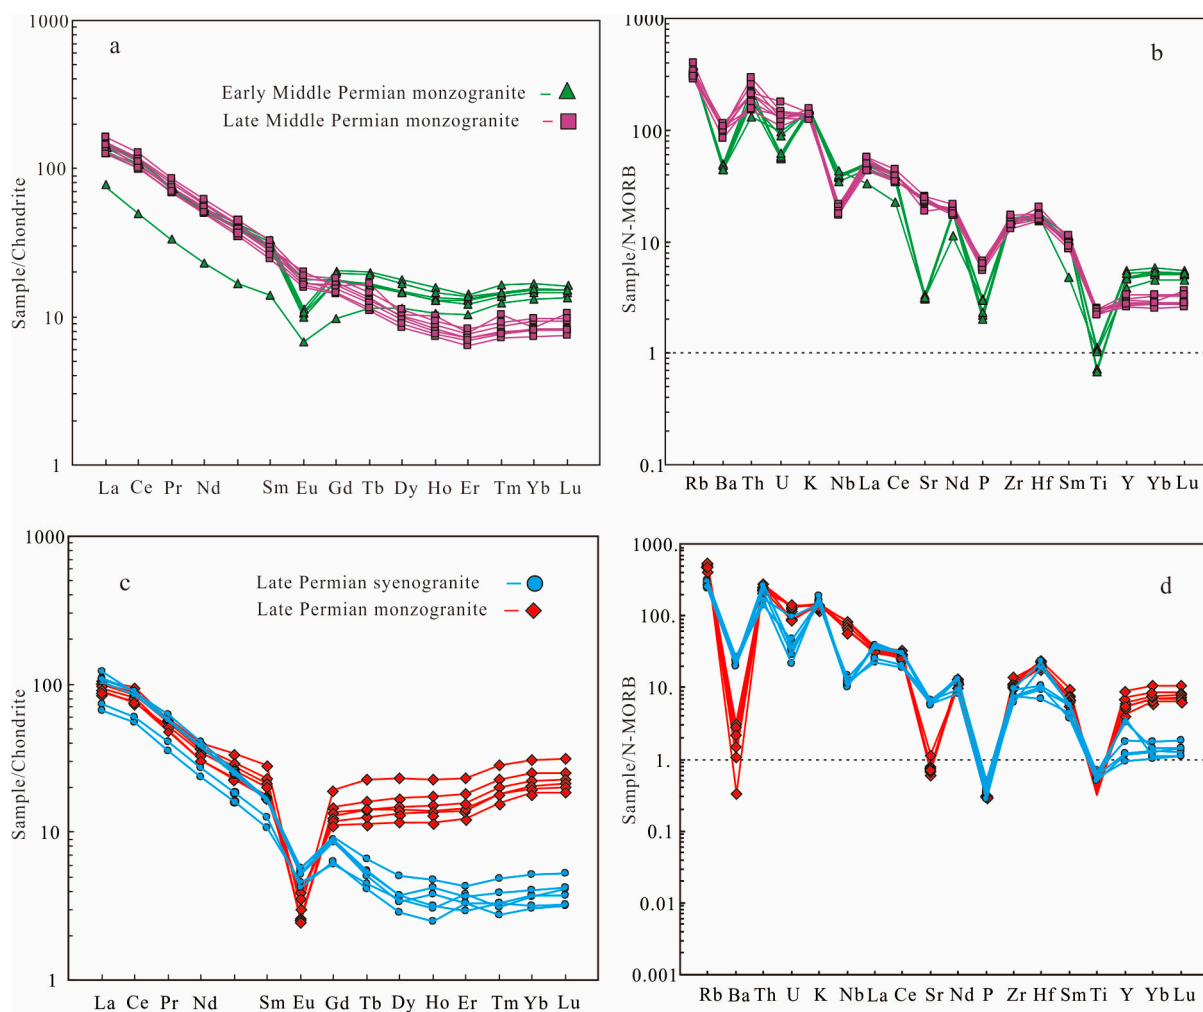 1000
100
10
1
Sample/Chondrite
a
Early Middle Permian monzogranite
Late Middle Permian monzogranite
La Ce Pr Nd Sm Eu Gd Tb Dy Ho Er Tm Yb Lu
1000
100
10
1
0.1
Sample/N-MORB
b
Rb Ba Th U K Nb La Ce Sr Nd P Zr Hf Sm Ti Y Yb Lu
1000
100
10
1
Sample/Chondrite
c
Late Permian syenogranite
Late Permian monzogranite
La Ce Pr Nd Sm Eu Gd Tb Dy Ho Er Tm Yb Lu
1000.
100.
10.
1.
0.1
0.01
0.001
Sample/N-MORB
d
Rb Ba Th U K Nb La Ce Sr Nd P Zr Hf Sm Ti Y Yb Lu